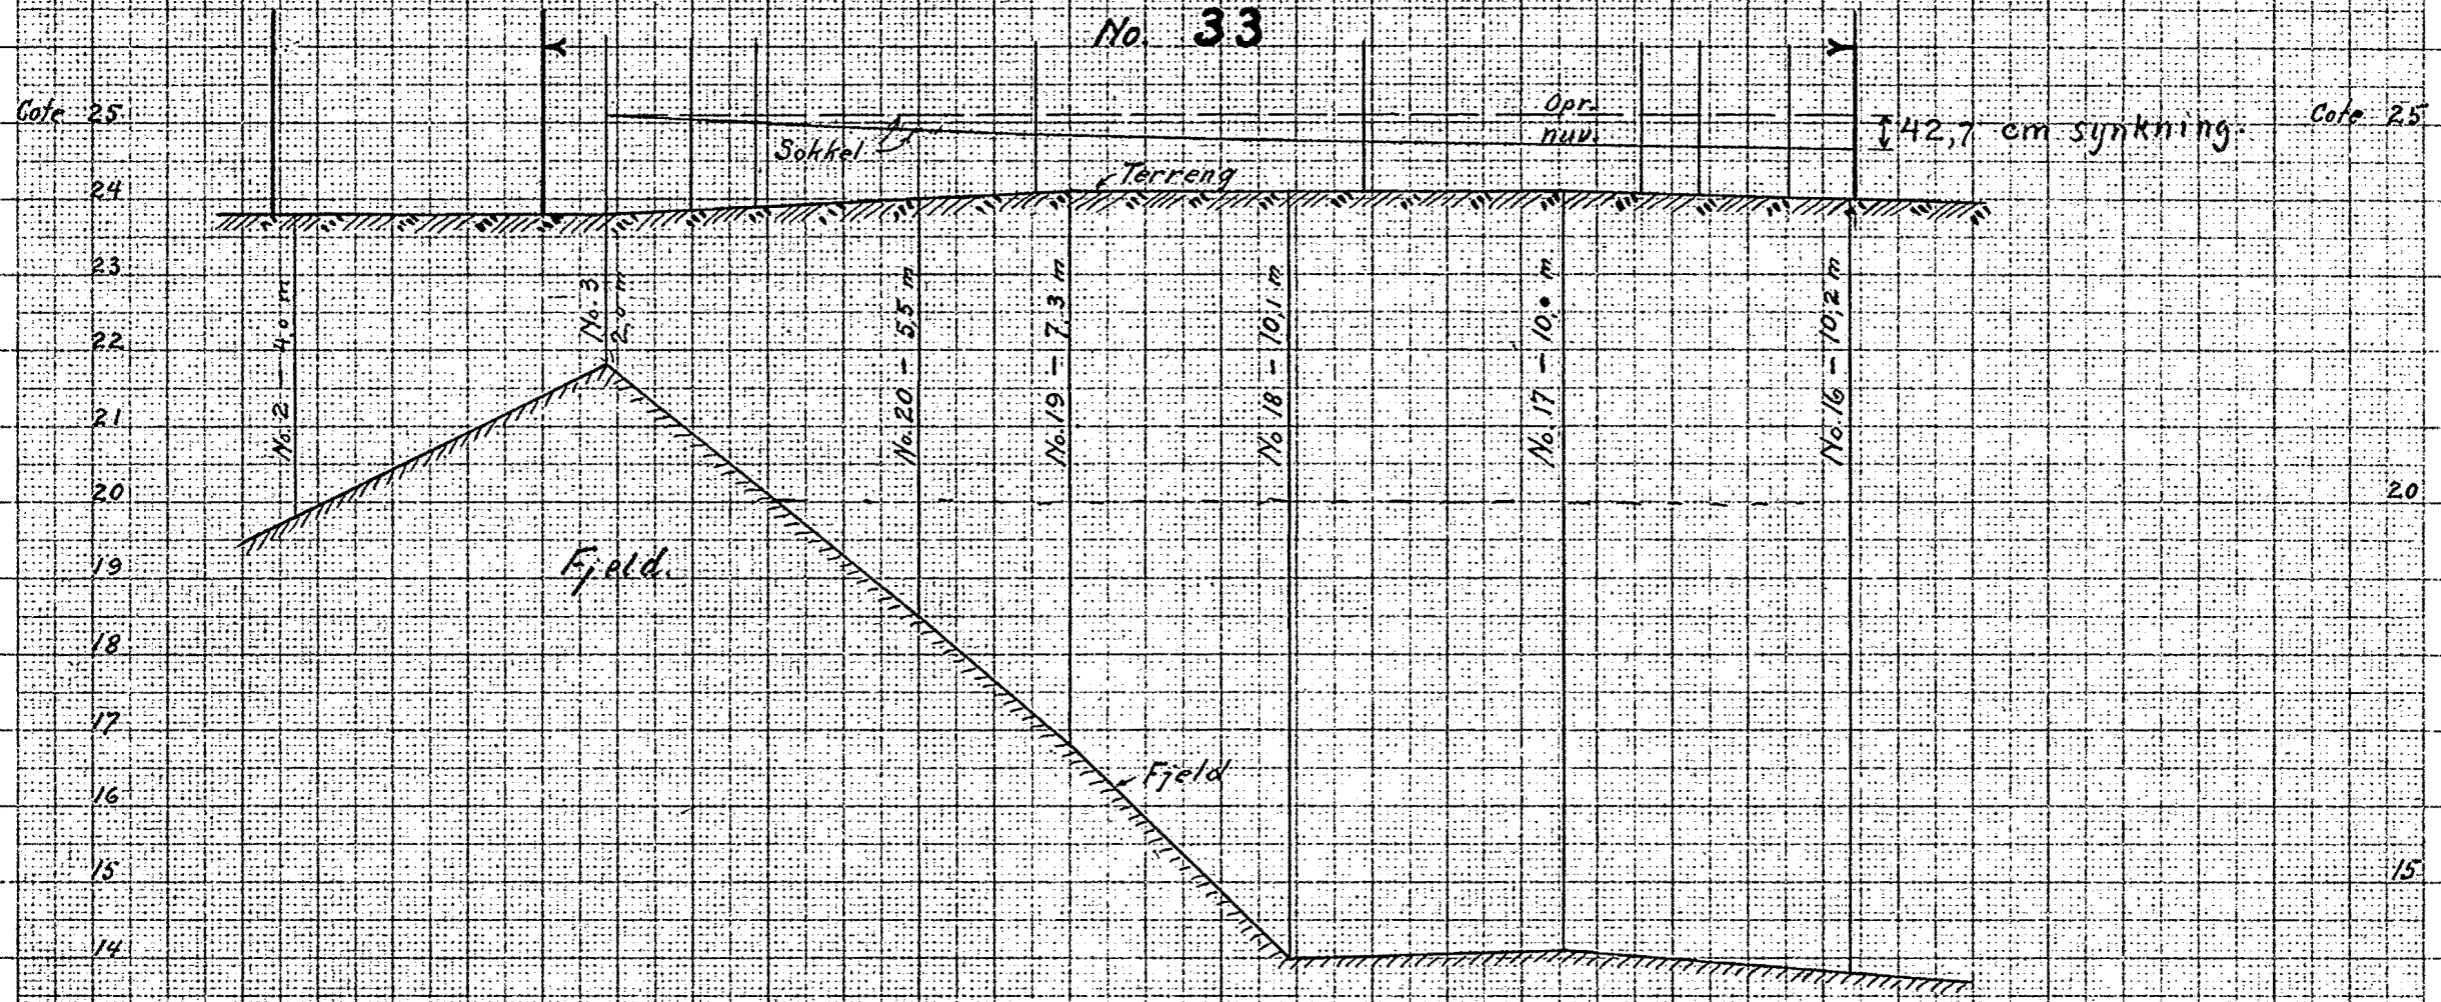 No. 33
Cote 25
Opr.
nuv.
42,7 cm synkning.
Cote 25
Sokkel
24
Terreng
23
22
21
20
19
18
17
16
15
14
No. 2 - 4,0 m
No. 3
2,0 m
No. 20 - 5,5 m
No. 19 - 7,3 m
No 18 - 10,1 m
No. 17 - 10,• m
No. 16 - 10,2 m
20
Fjeld.
Fjeld
15